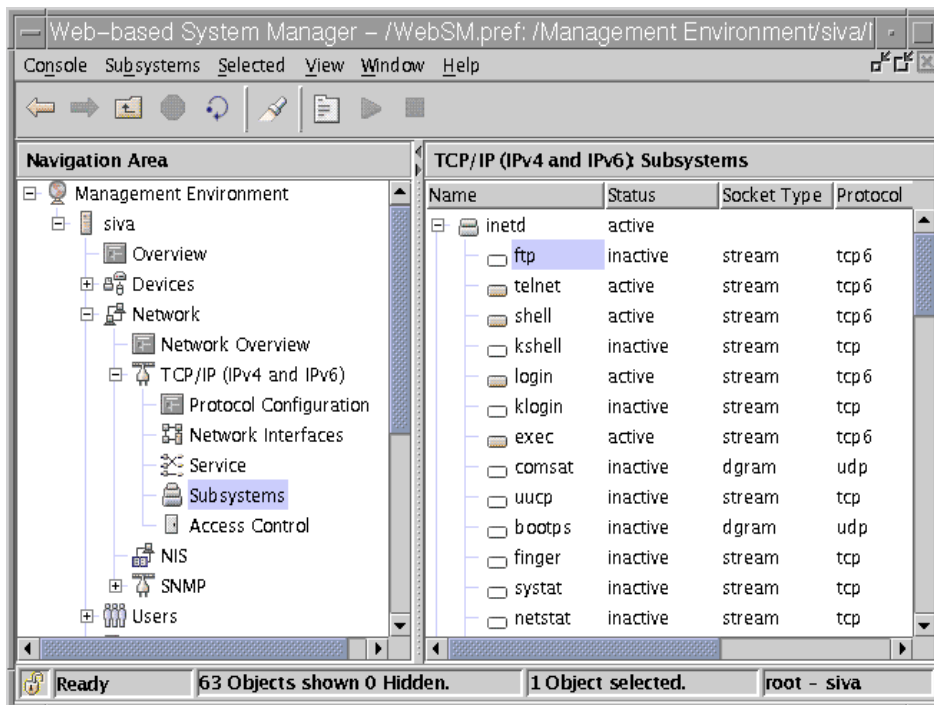 Web-based System Manager - /WebSM.pref: /Management Environment/siva/
Console Subsystems Selected View Window Help
Navigation Area
Management Environment
siva
Overview
Devices
Network
Network Overview
TCP/IP (IPv4 and IPv6)
Protocol Configuration
Network Interfaces
Service
Subsystems
Access Control
NIS
SNMP
Users
TCP/IP (IPv4 and IPv6): Subsystems
Name Status Socket Type Protocol
inetd active
ftp inactive stream tcp6
telnet active stream tcp6
shell active stream tcp6
kshell inactive stream tcp
login active stream tcp6
klogin inactive stream tcp
exec active stream tcp6
comsat inactive dgram udp
uucp inactive stream tcp
bootps inactive dgram udp
finger inactive stream tcp
systat inactive stream tcp
netstat inactive stream tcp
Ready 63 Objects shown 0 Hidden. 1 Object selected. root - siva